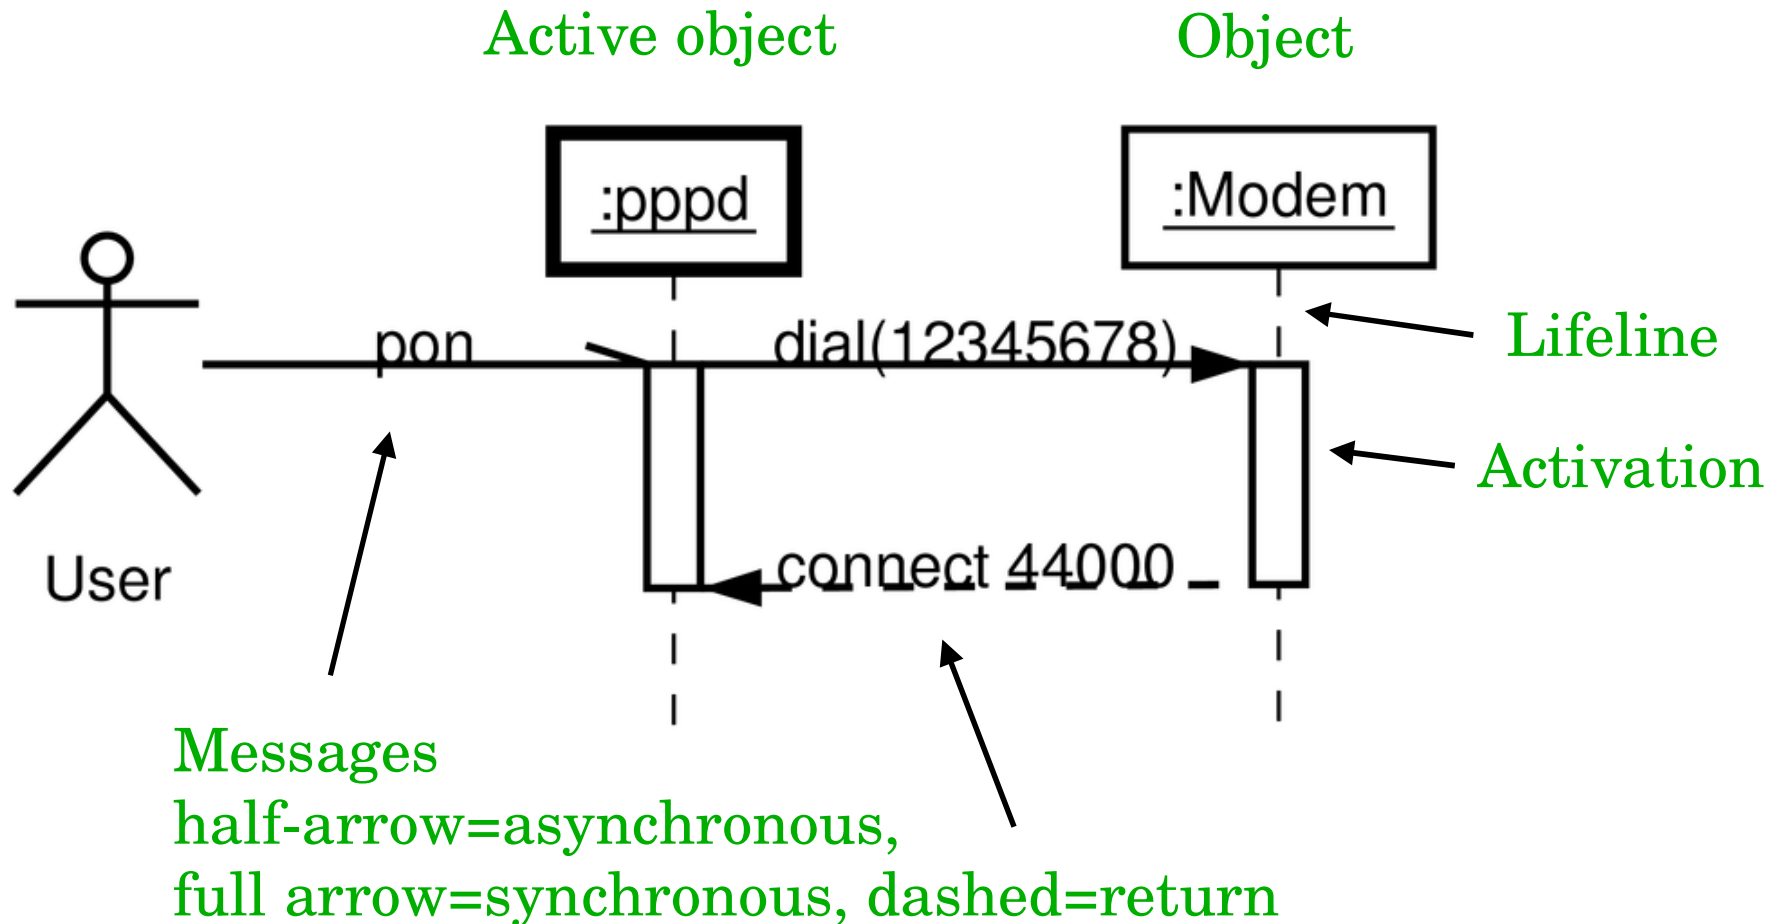 Active object
Object
:pppd
:Modem
Lifeline
pon
dial(12345678)
Activation
User
connect 44000
Messages
half-arrow=asynchronous,
full arrow=synchronous, dashed=return